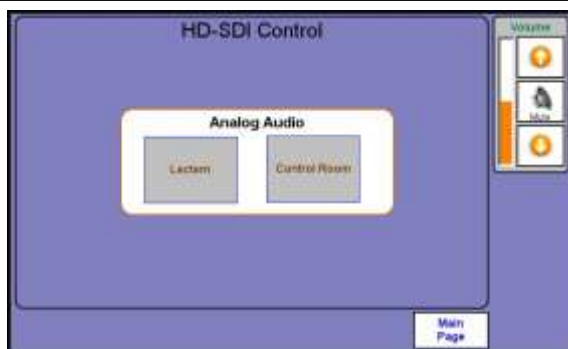 HD-SDI Control
Volume
Analog Audio
Lectern
Control Room
Mute
Main
Page